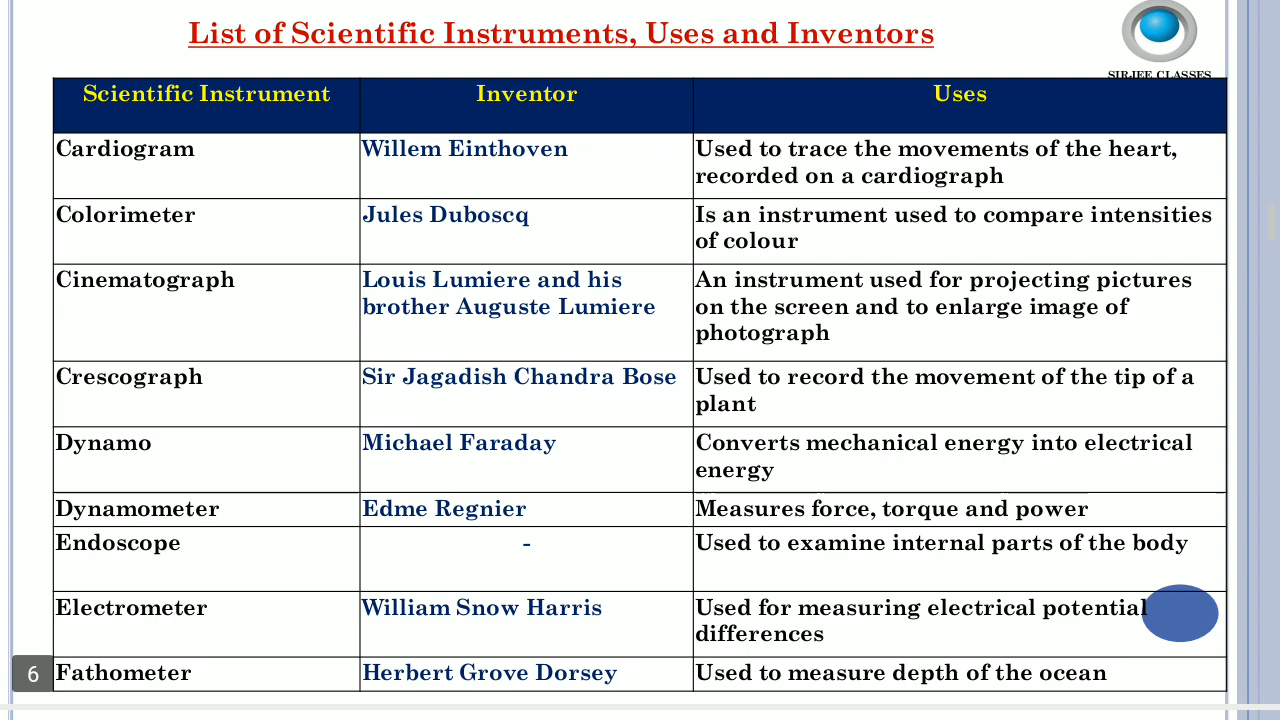 List of Scientific Instruments, Uses and Inventors
SIRJEE CLASSES
Scientific Instrument Inventor Uses
Cardiogram Willem Einthoven Used to trace the movements of the heart,
recorded on a cardiograph
Colorimeter Jules Duboscq Is an instrument used to compare intensities
of colour
Cinematograph Louis Lumiere and his An instrument used for projecting pictures
brother Auguste Lumiere on the screen and to enlarge image of
photograph
Crescograph Sir Jagadish Chandra Bose Used to record the movement of the tip of a
plant
Dynamo Michael Faraday Converts mechanical energy into electrical
energy
Dynamometer Edme Regnier Measures force, torque and power
Endoscope - Used to examine internal parts of the body
Electrometer William Snow Harris Used for measuring electrical potential
differences
6 Fathometer Herbert Grove Dorsey Used to measure depth of the ocean